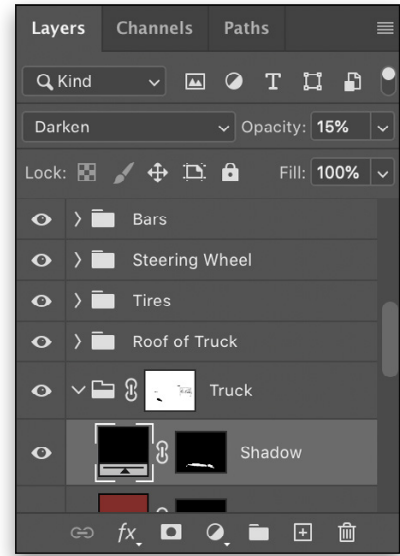 Layers Channels Paths
Kind T
Darken Opacity: 15%
Lock: Fill: 100%
Bars
Steering Wheel
Tires
Roof of Truck
Truck
Shadow
fx